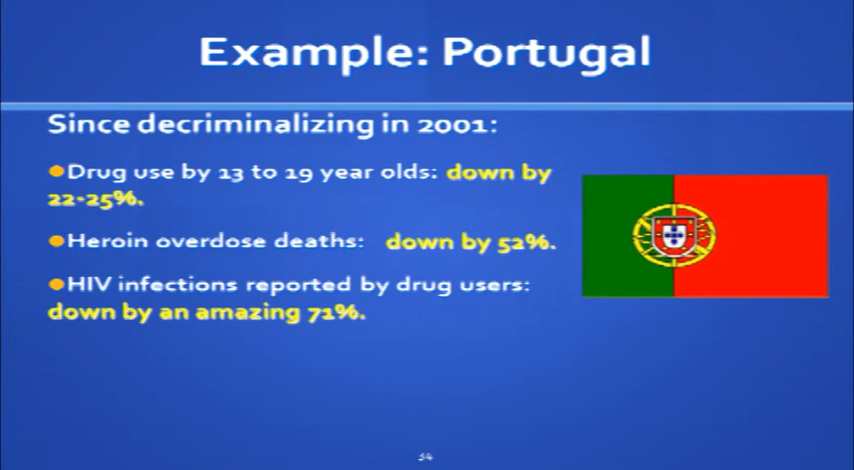 Example: Portugal
Since decriminalizing in 2001:
Drug use by 13 to 19 year olds: down by
22-25%.
Heroin overdose deaths: down by 52%.
HIV infections reported by drug users:
down by an amazing 71%.
54